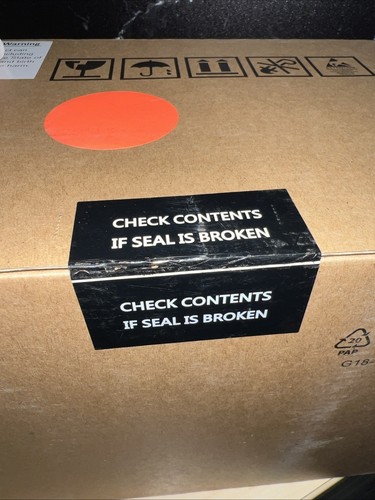 Warning
CHECK CONTENTS
IF SEAL IS BROKEN
CHECK CONTENTS
IF SEAL IS BROKEN
20
PAP